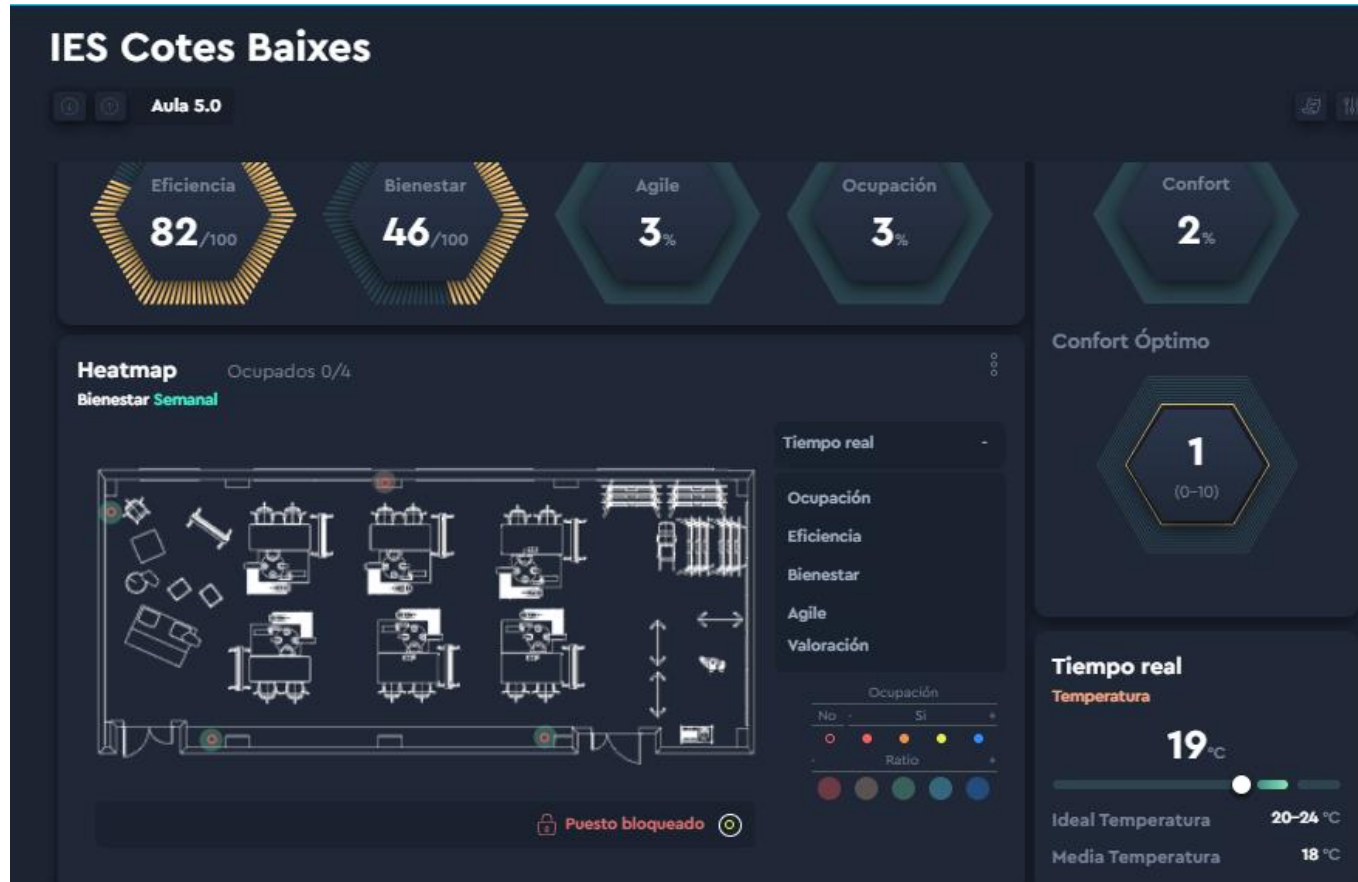 IES Cotes Baixes
Aula 5.0
Eficiencia
82/100
Bienestar
46/100
Agile
3%
Ocupación
3%
Confort
2%
Confort Óptimo
1
(0-10)
Heatmap
Ocupados 0/4
Bienestar Semanal
Tiempo real -
Ocupación
Eficiencia
Bienestar
Agile
Valoración
Ocupación
No - Si +
- Ratio +
Puesto bloqueado
Tiempo real
Temperatura
19°C
Ideal Temperatura 20-24 °C
Media Temperatura 18 °C